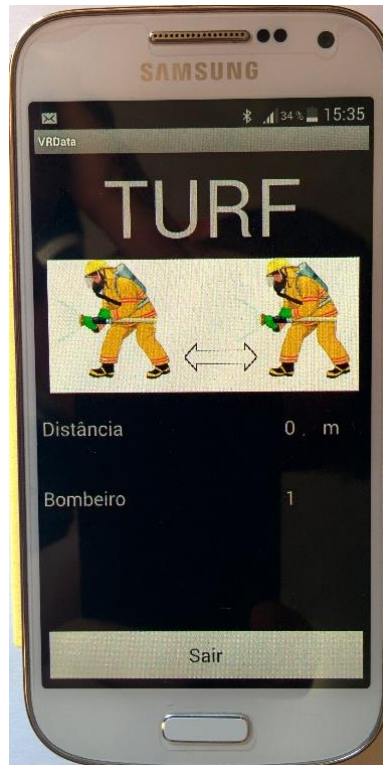 SAMSUNG
34% 15:35
VRData
TURF
Distância 0 m
Bombeiro 1
Sair